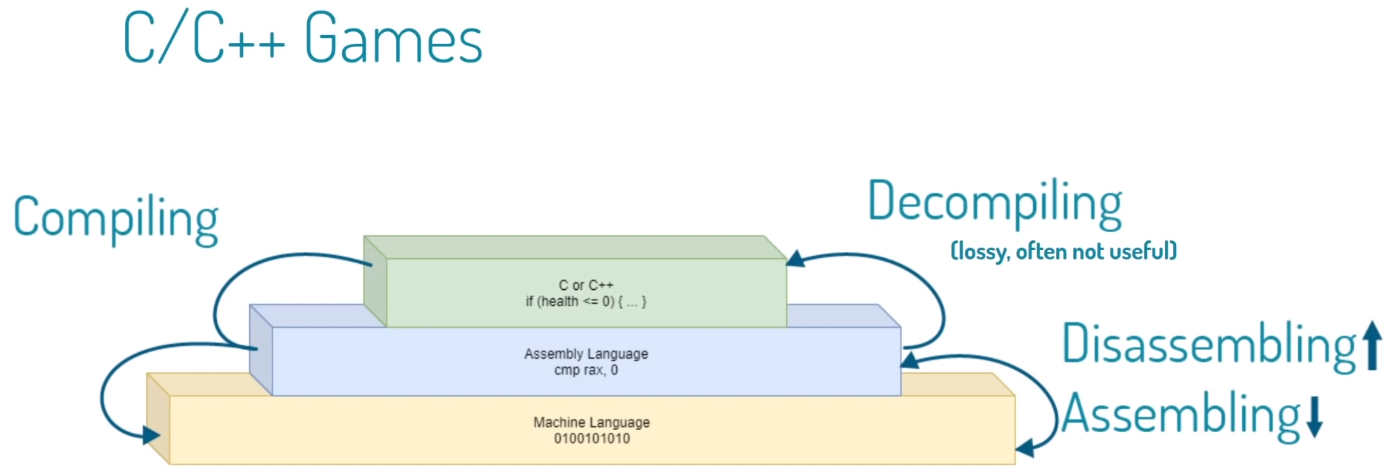 C/C++ Games
Compiling
Decompiling
(lossy, often not useful)
C or C++
if (health <= 0) { ... }
Disassembling
Assembly Language
cmp rax, 0
Assembling
Machine Language
0100101010